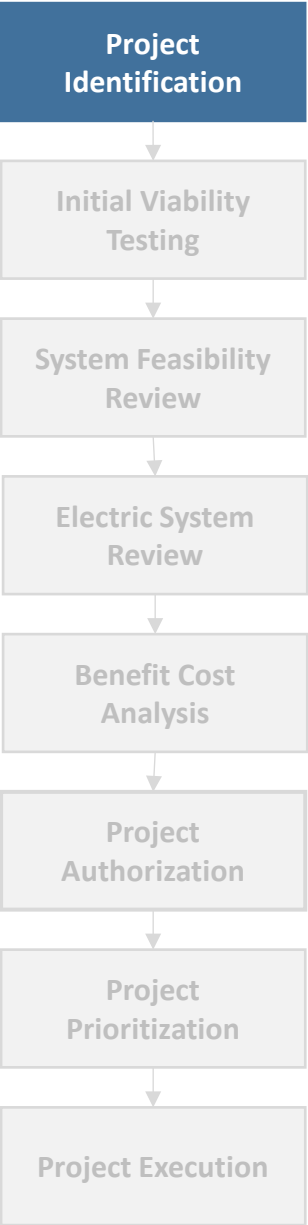 Project
Identification
Initial Viability
Testing
System Feasibility
Review
Electric System
Review
Benefit Cost
Analysis
Project
Authorization
Project
Prioritization
Project Execution